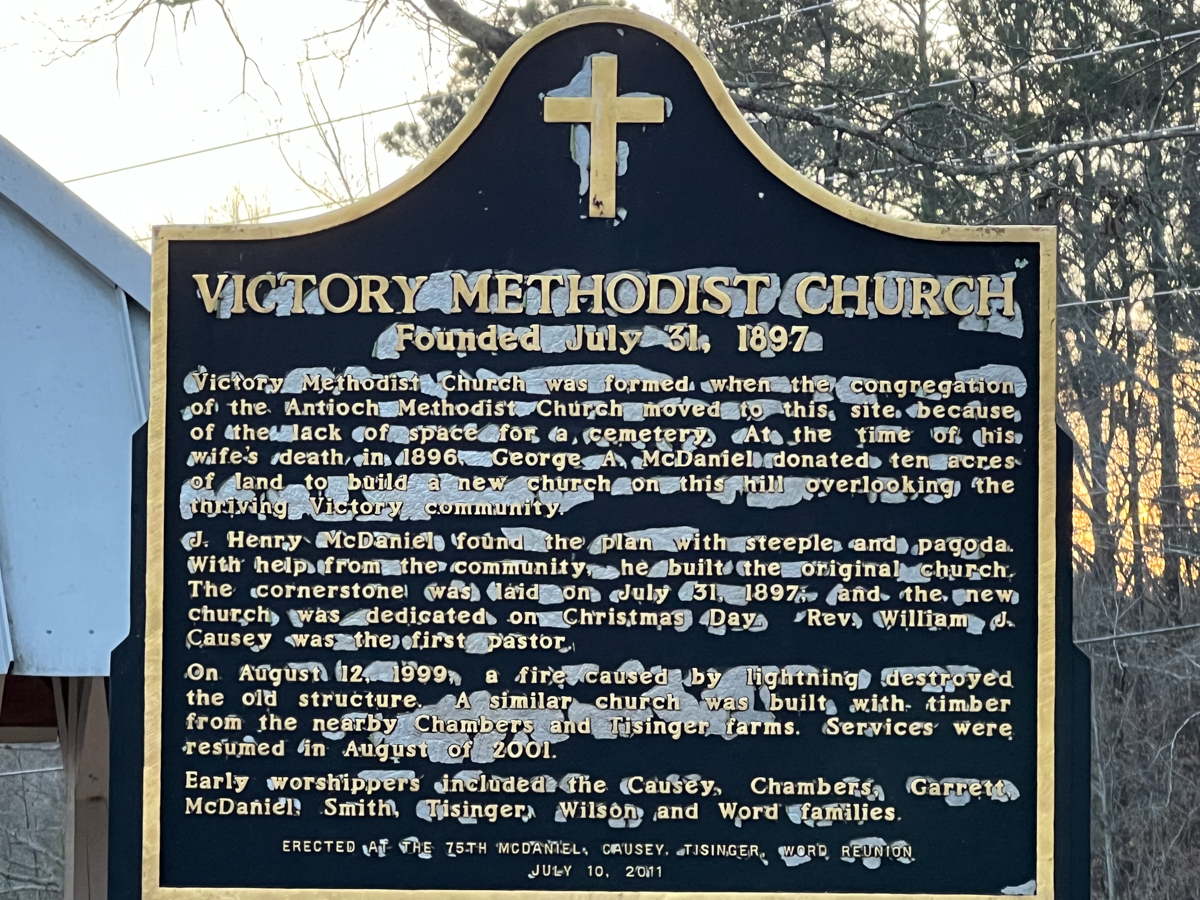 VICTORY METHODIST CHURCH
Founded July 31, 1897
Victory Methodist Church was formed when the congregation
of the Antioch Methodist Church moved to this site because
of the lack of space for a cemetery. At the time of his
wife's death in 1896, George A. McDaniel donated ten acres
of land to build a new church on this hill overlooking the
thriving Victory community.
J. Henry McDaniel found the plan with steeple and pagoda.
With help from the community, he built the original church.
The cornerstone was laid on July 31, 1897; and the new
church was dedicated on Christmas Day. Rev. William J.
Causey was the first pastor.
On August 12, 1999, a fire caused by lightning destroyed
the old structure. A similar church was built with timber
from the nearby Chambers and Tisinger farms. Services were
resumed in August of 2001.
Early worshippers included the Causey, Chambers, Garrett,
McDaniel, Smith, Tisinger, Wilson and Word families.
ERECTED AT THE 75TH MCDANIEL, CAUSEY, TISINGER, WORD REUNION
JULY 10, 2011